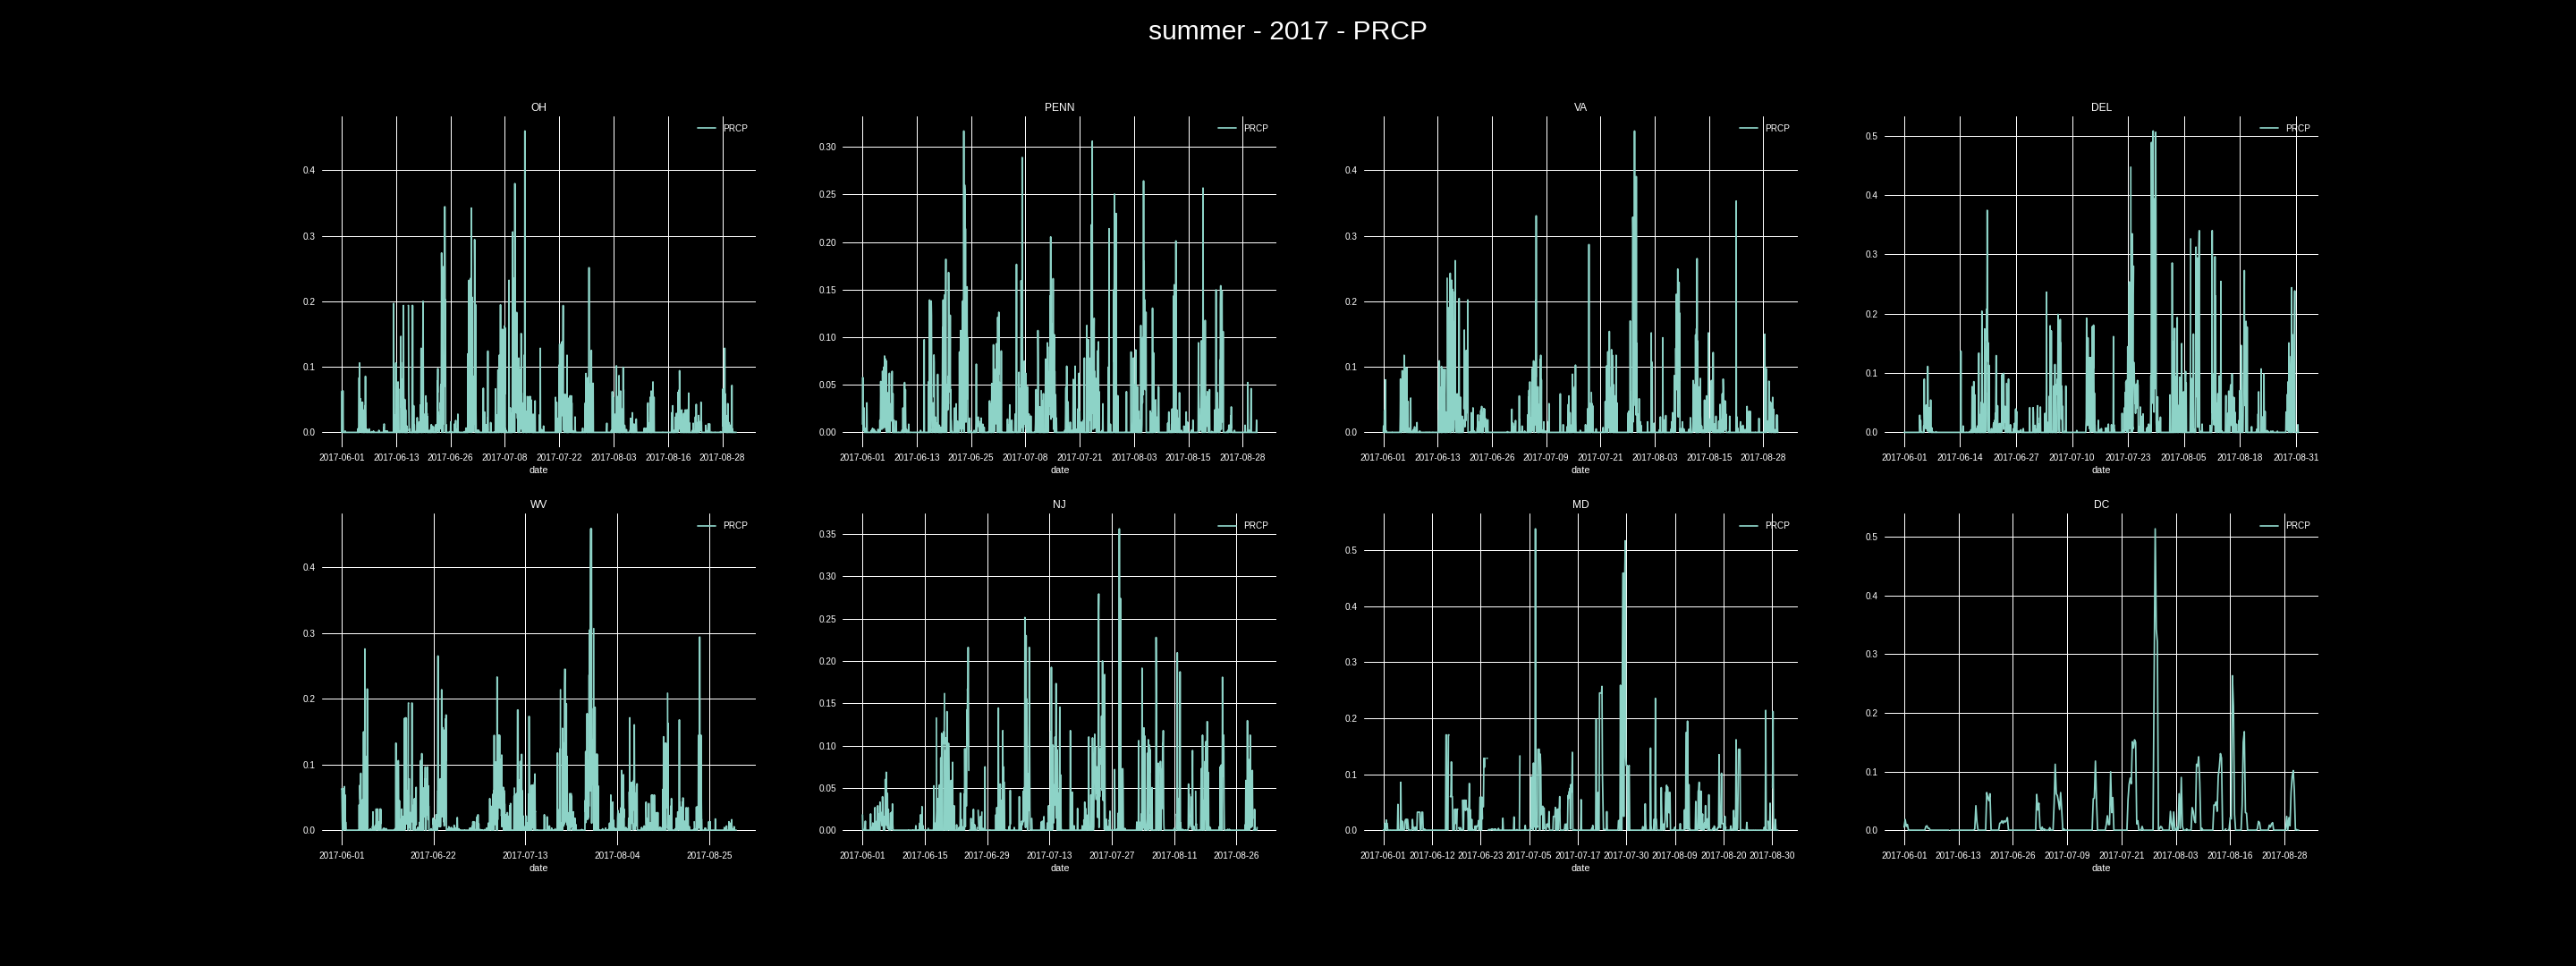 summer - 2017 - PRCP
OH
PRCP
0.4
0.3
0.2
0.1
0.0
2017-06-01 2017-06-13 2017-06-26 2017-07-08 2017-07-22 2017-08-03 2017-08-16 2017-08-28
date
PENN
PRCP
0.30
0.25
0.20
0.15
0.10
0.05
0.00
2017-06-01 2017-06-13 2017-06-25 2017-07-08 2017-07-21 2017-08-03 2017-08-15 2017-08-28
date
VA
PRCP
0.4
0.3
0.2
0.1
0.0
2017-06-01 2017-06-13 2017-06-26 2017-07-09 2017-07-21 2017-08-03 2017-08-15 2017-08-28
date
DEL
PRCP
0.5
0.4
0.3
0.2
0.1
0.0
2017-06-01 2017-06-14 2017-06-27 2017-07-10 2017-07-23 2017-08-05 2017-08-18 2017-08-31
date
WV
PRCP
0.4
0.3
0.2
0.1
0.0
2017-06-01 2017-06-22 2017-07-13 2017-08-04 2017-08-25
date
NJ
PRCP
0.35
0.30
0.25
0.20
0.15
0.10
0.05
0.00
2017-06-01 2017-06-15 2017-06-29 2017-07-13 2017-07-27 2017-08-11 2017-08-26
date
MD
PRCP
0.5
0.4
0.3
0.2
0.1
0.0
2017-06-01 2017-06-12 2017-06-23 2017-07-05 2017-07-17 2017-07-30 2017-08-09 2017-08-20 2017-08-30
date
DC
PRCP
0.5
0.4
0.3
0.2
0.1
0.0
2017-06-01 2017-06-13 2017-06-26 2017-07-09 2017-07-21 2017-08-03 2017-08-16 2017-08-28
date